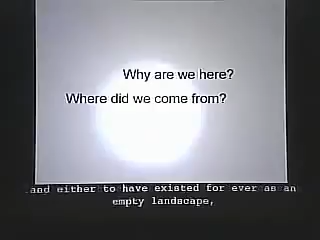 Why are we here?
Where did we come from?
and either to have existed for ever as an
empty landscape,